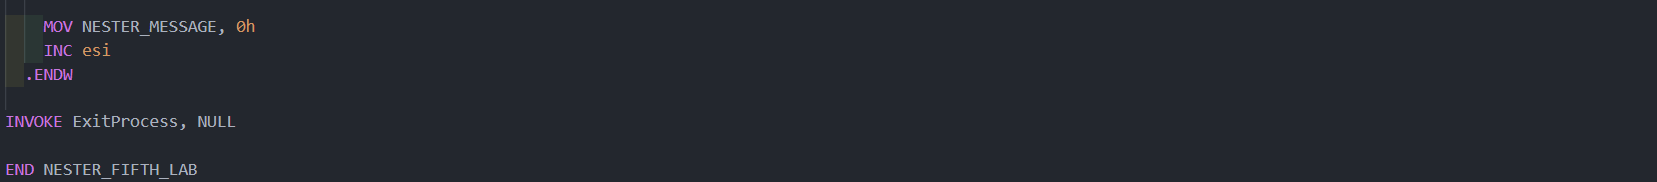 MOV NESTER_MESSAGE, 0h
INC esi
.ENDW
INVOKE ExitProcess, NULL
END NESTER_FIFTH_LAB